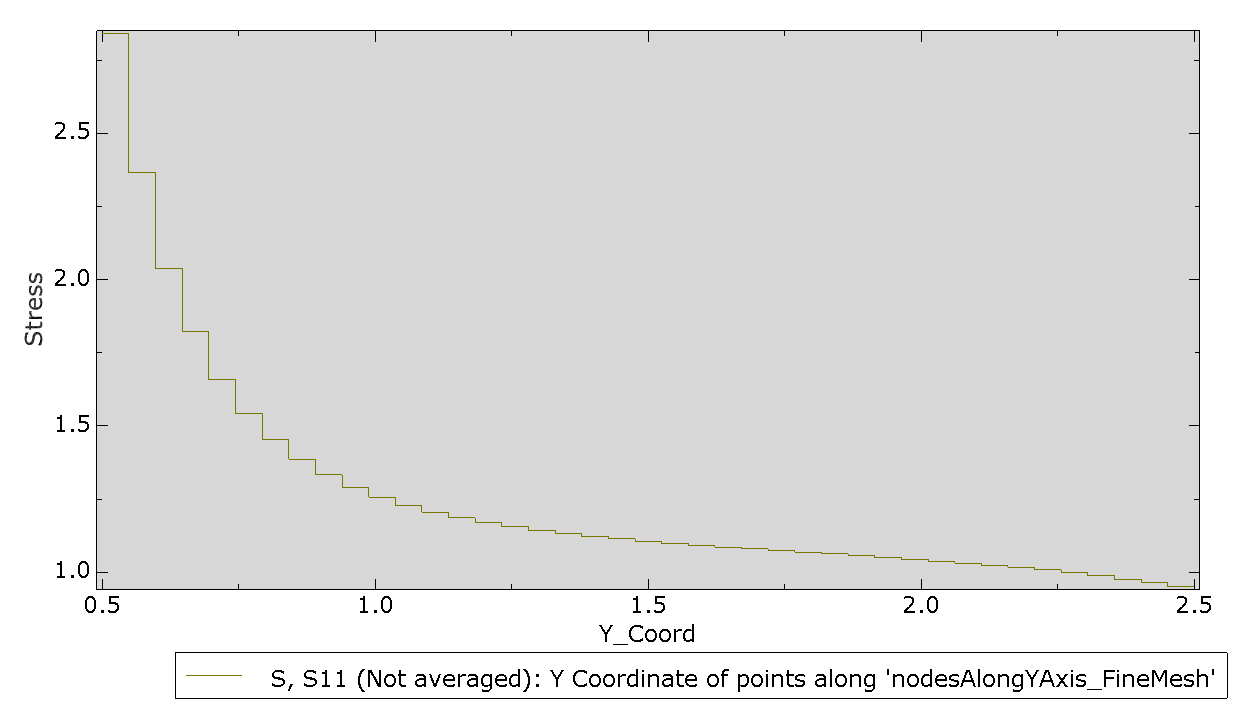 2.5
2.0
1.5
1.0
Stress
0.5 1.0 1.5 2.0 2.5
Y_Coord
S, S11 (Not averaged): Y Coordinate of points along 'nodesAlongYAxis_FineMesh'